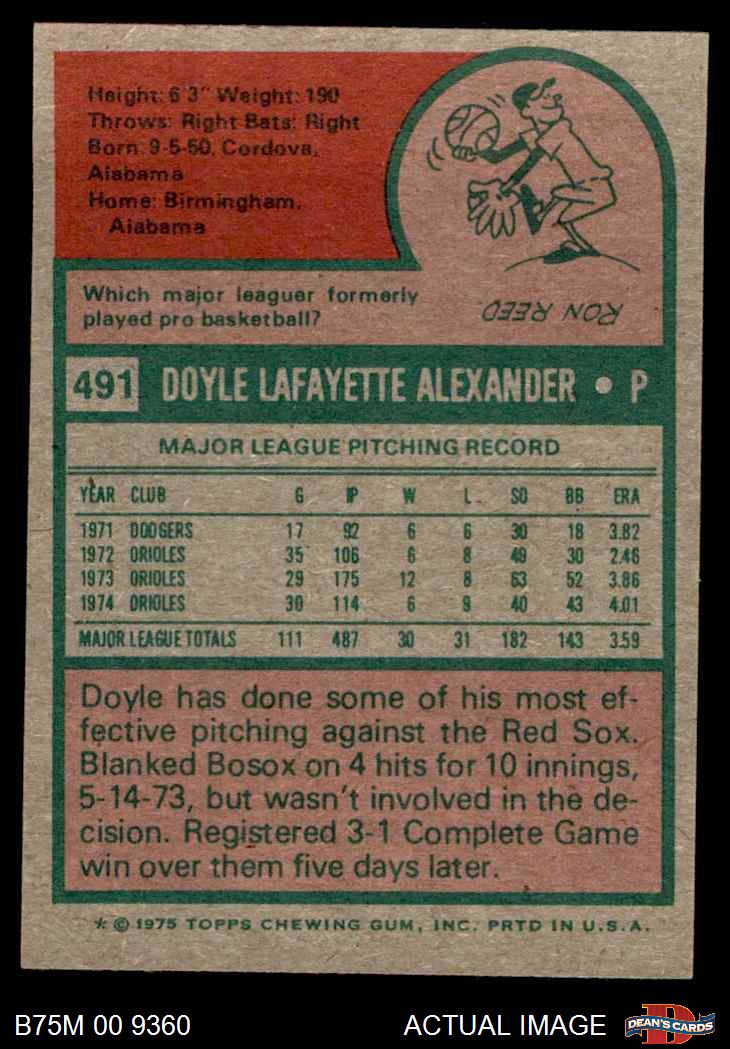 Height: 6'3" Weight: 190
Throws: Right Bats: Right
Born: 9-5-50, Cordova,
Alabama
Home: Birmingham,
Alabama
Which major leaguer formerly
played pro basketball?
RON REED
491 DOYLE LAFAYETTE ALEXANDER • P
MAJOR LEAGUE PITCHING RECORD
YEAR CLUB G IP W L SO BB ERA
1971 DODGERS 17 92 6 6 30 18 3.82
1972 ORIOLES 35 106 6 8 49 30 2.46
1973 ORIOLES 29 175 12 8 63 52 3.86
1974 ORIOLES 30 114 6 9 40 43 4.01
MAJOR LEAGUE TOTALS 111 487 30 31 182 143 3.59
Doyle has done some of his most ef-
fective pitching against the Red Sox.
Blanked Bosox on 4 hits for 10 innings,
5-14-73, but wasn't involved in the de-
cision. Registered 3-1 Complete Game
win over them five days later.
* © 1975 TOPPS CHEWING GUM, INC. PRTD IN U.S.A.
B75M 00 9360 ACTUAL IMAGE
DEAN'S CARDS